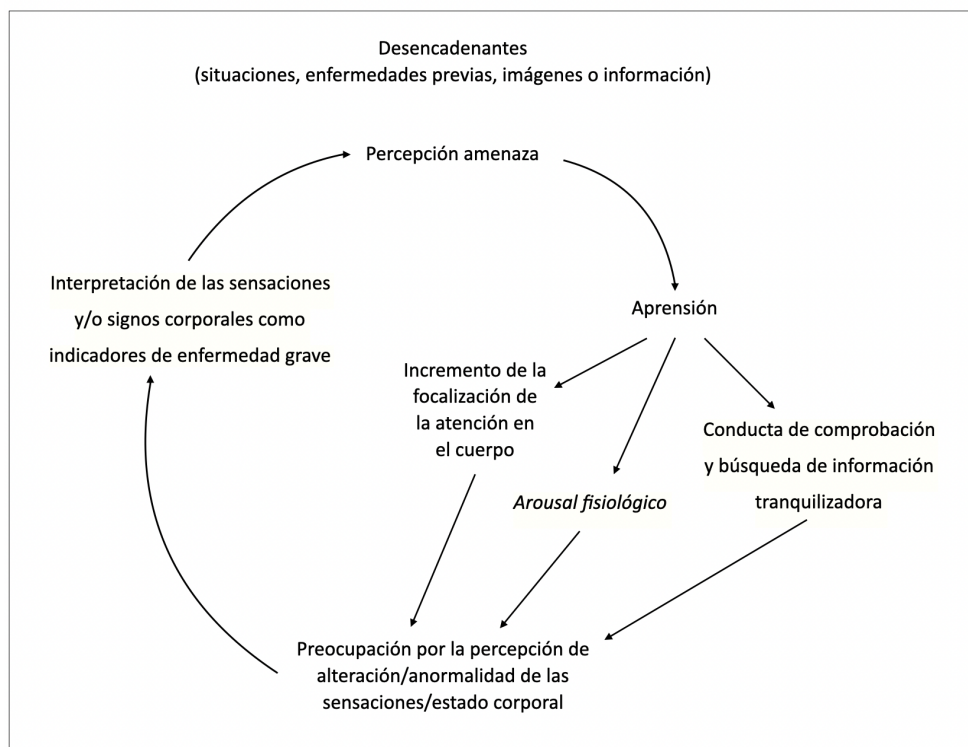 Desencadenantes
(situaciones, enfermedades previas, imágenes o información)
Percepción amenaza
Interpretación de las sensaciones
y/o signos corporales como
indicadores de enfermedad grave
Aprensión
Incremento de la
focalización de
la atención en
el cuerpo
Arousal fisiológico
Conducta de comprobación
y búsqueda de información
tranquilizadora
Preocupación por la percepción de
alteración/anormalidad de las
sensaciones/estado corporal